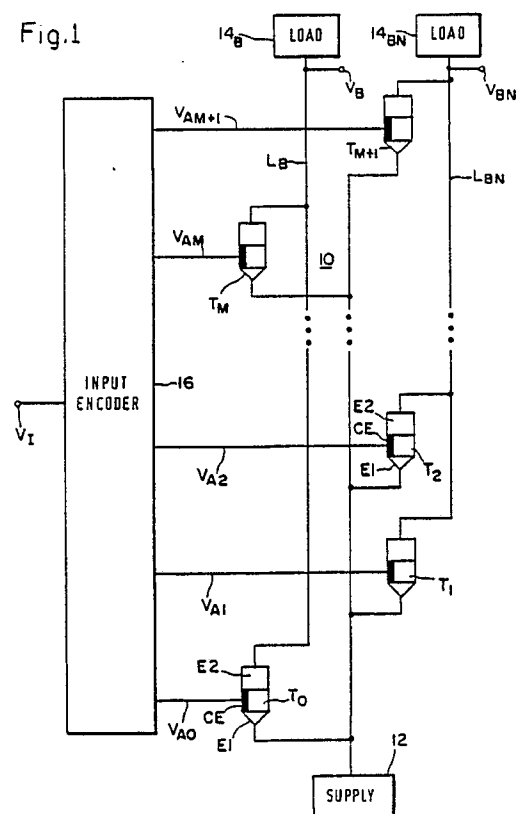 Fig.1
14B LOAD
14BN LOAD
VB
VBN
VAM+1
TM+1
LB
LBN
VAM
10
TM
INPUT
ENCODER
16
VI
E2
CE
VA2
E1
T2
VA1
T1
E2
T0
CE
VA0
E1
12
SUPPLY